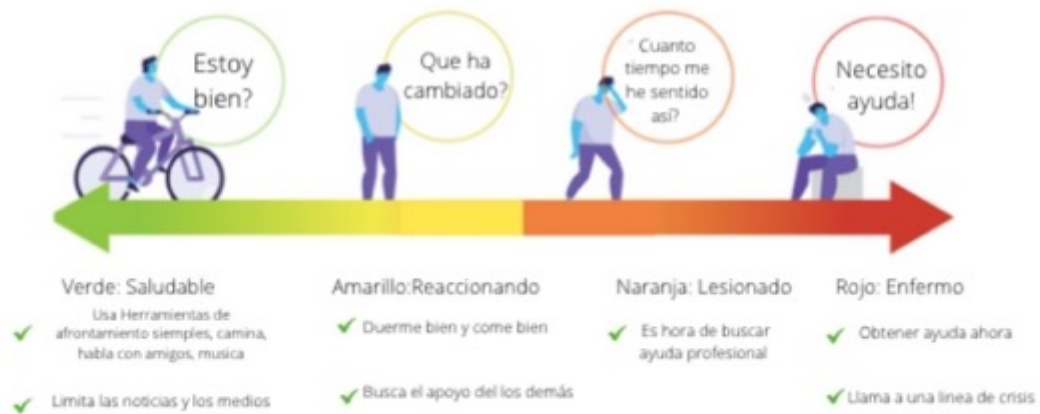 Estoy
bien?
Que ha
cambiado?
Cuanto
tiempo me
he sentido
así?
Necesito
ayuda!
Verde: Saludable
Usa Herramientas de
afrontamiento siemples, camina,
habla con amigos, musica
Limita las noticias y los medios
Amarillo:Reaccionando
Duerme bien y come bien
Busca el apoyo del los demás
Naranja: Lesionado
Es hora de buscar
ayuda profesional
Rojo: Enfermo
Obtener ayuda ahora
Llama a una linea de crisis